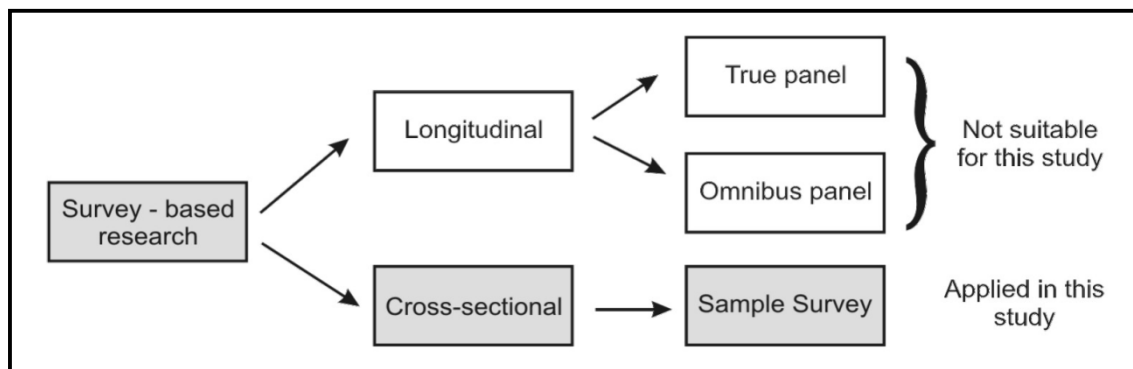 True panel
Longitudinal
Not suitable
for this study
Omnibus panel
Survey - based
research
Cross-sectional
Sample Survey
Applied in this
study